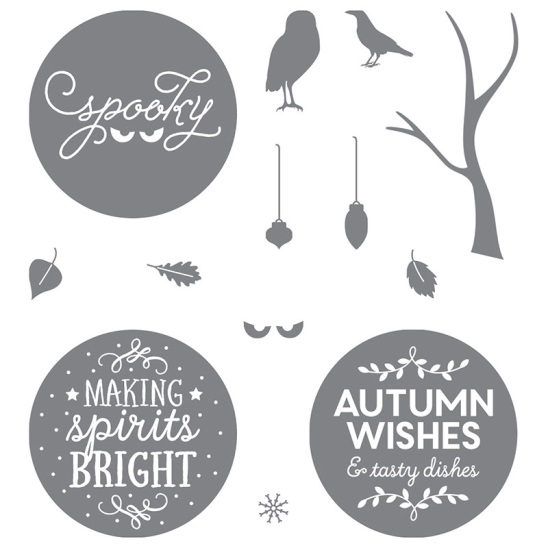 spooky
MAKING
spirits
BRIGHT
AUTUMN
WISHES
& tasty dishes